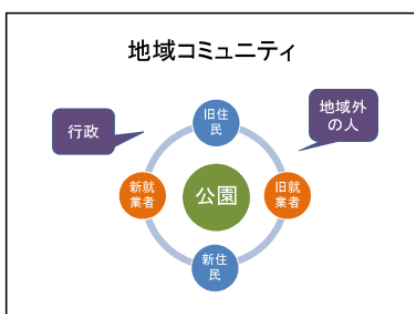 地域コミュニティ
旧住
民
地域外
の人
行政
新就
業者
公園
旧就
業者
新住
民